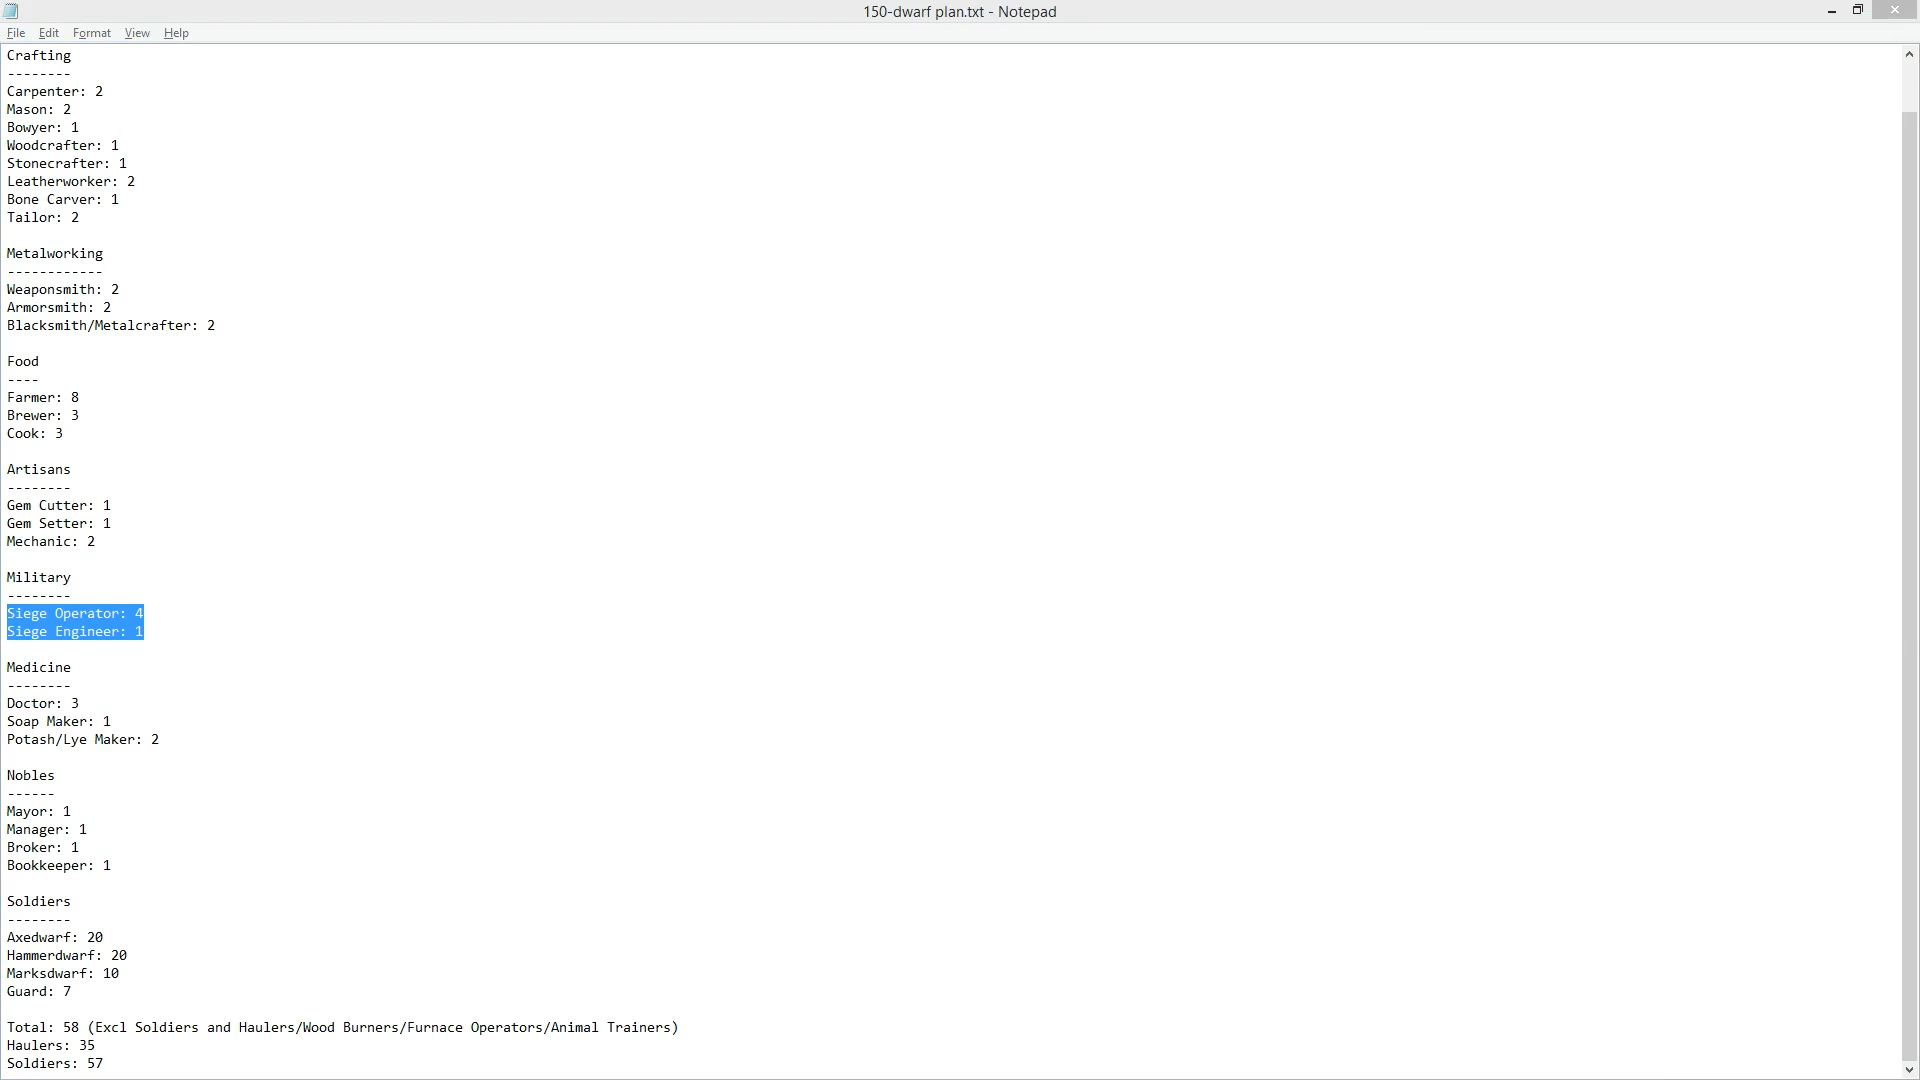 150-dwarf plan.txt - Notepad
File Edit Format View Help
Crafting
--------
Carpenter: 2
Mason: 2
Bowyer: 1
Woodcrafter: 1
Stonecrafter: 1
Leatherworker: 2
Bone Carver: 1
Tailor: 2
Metalworking
------------
Weaponsmith: 2
Armorsmith: 2
Blacksmith/Metalcrafter: 2
Food
----
Farmer: 8
Brewer: 3
Cook: 3
Artisans
--------
Gem Cutter: 1
Gem Setter: 1
Mechanic: 2
Military
--------
Siege Operator: 4
Siege Engineer: 1
Medicine
--------
Doctor: 3
Soap Maker: 1
Potash/Lye Maker: 2
Nobles
------
Mayor: 1
Manager: 1
Broker: 1
Bookkeeper: 1
Soldiers
--------
Axedwarf: 20
Hammerdwarf: 20
Marksdwarf: 10
Guard: 7
Total: 58 (Excl Soldiers and Haulers/Wood Burners/Furnace Operators/Animal Trainers)
Haulers: 35
Soldiers: 57